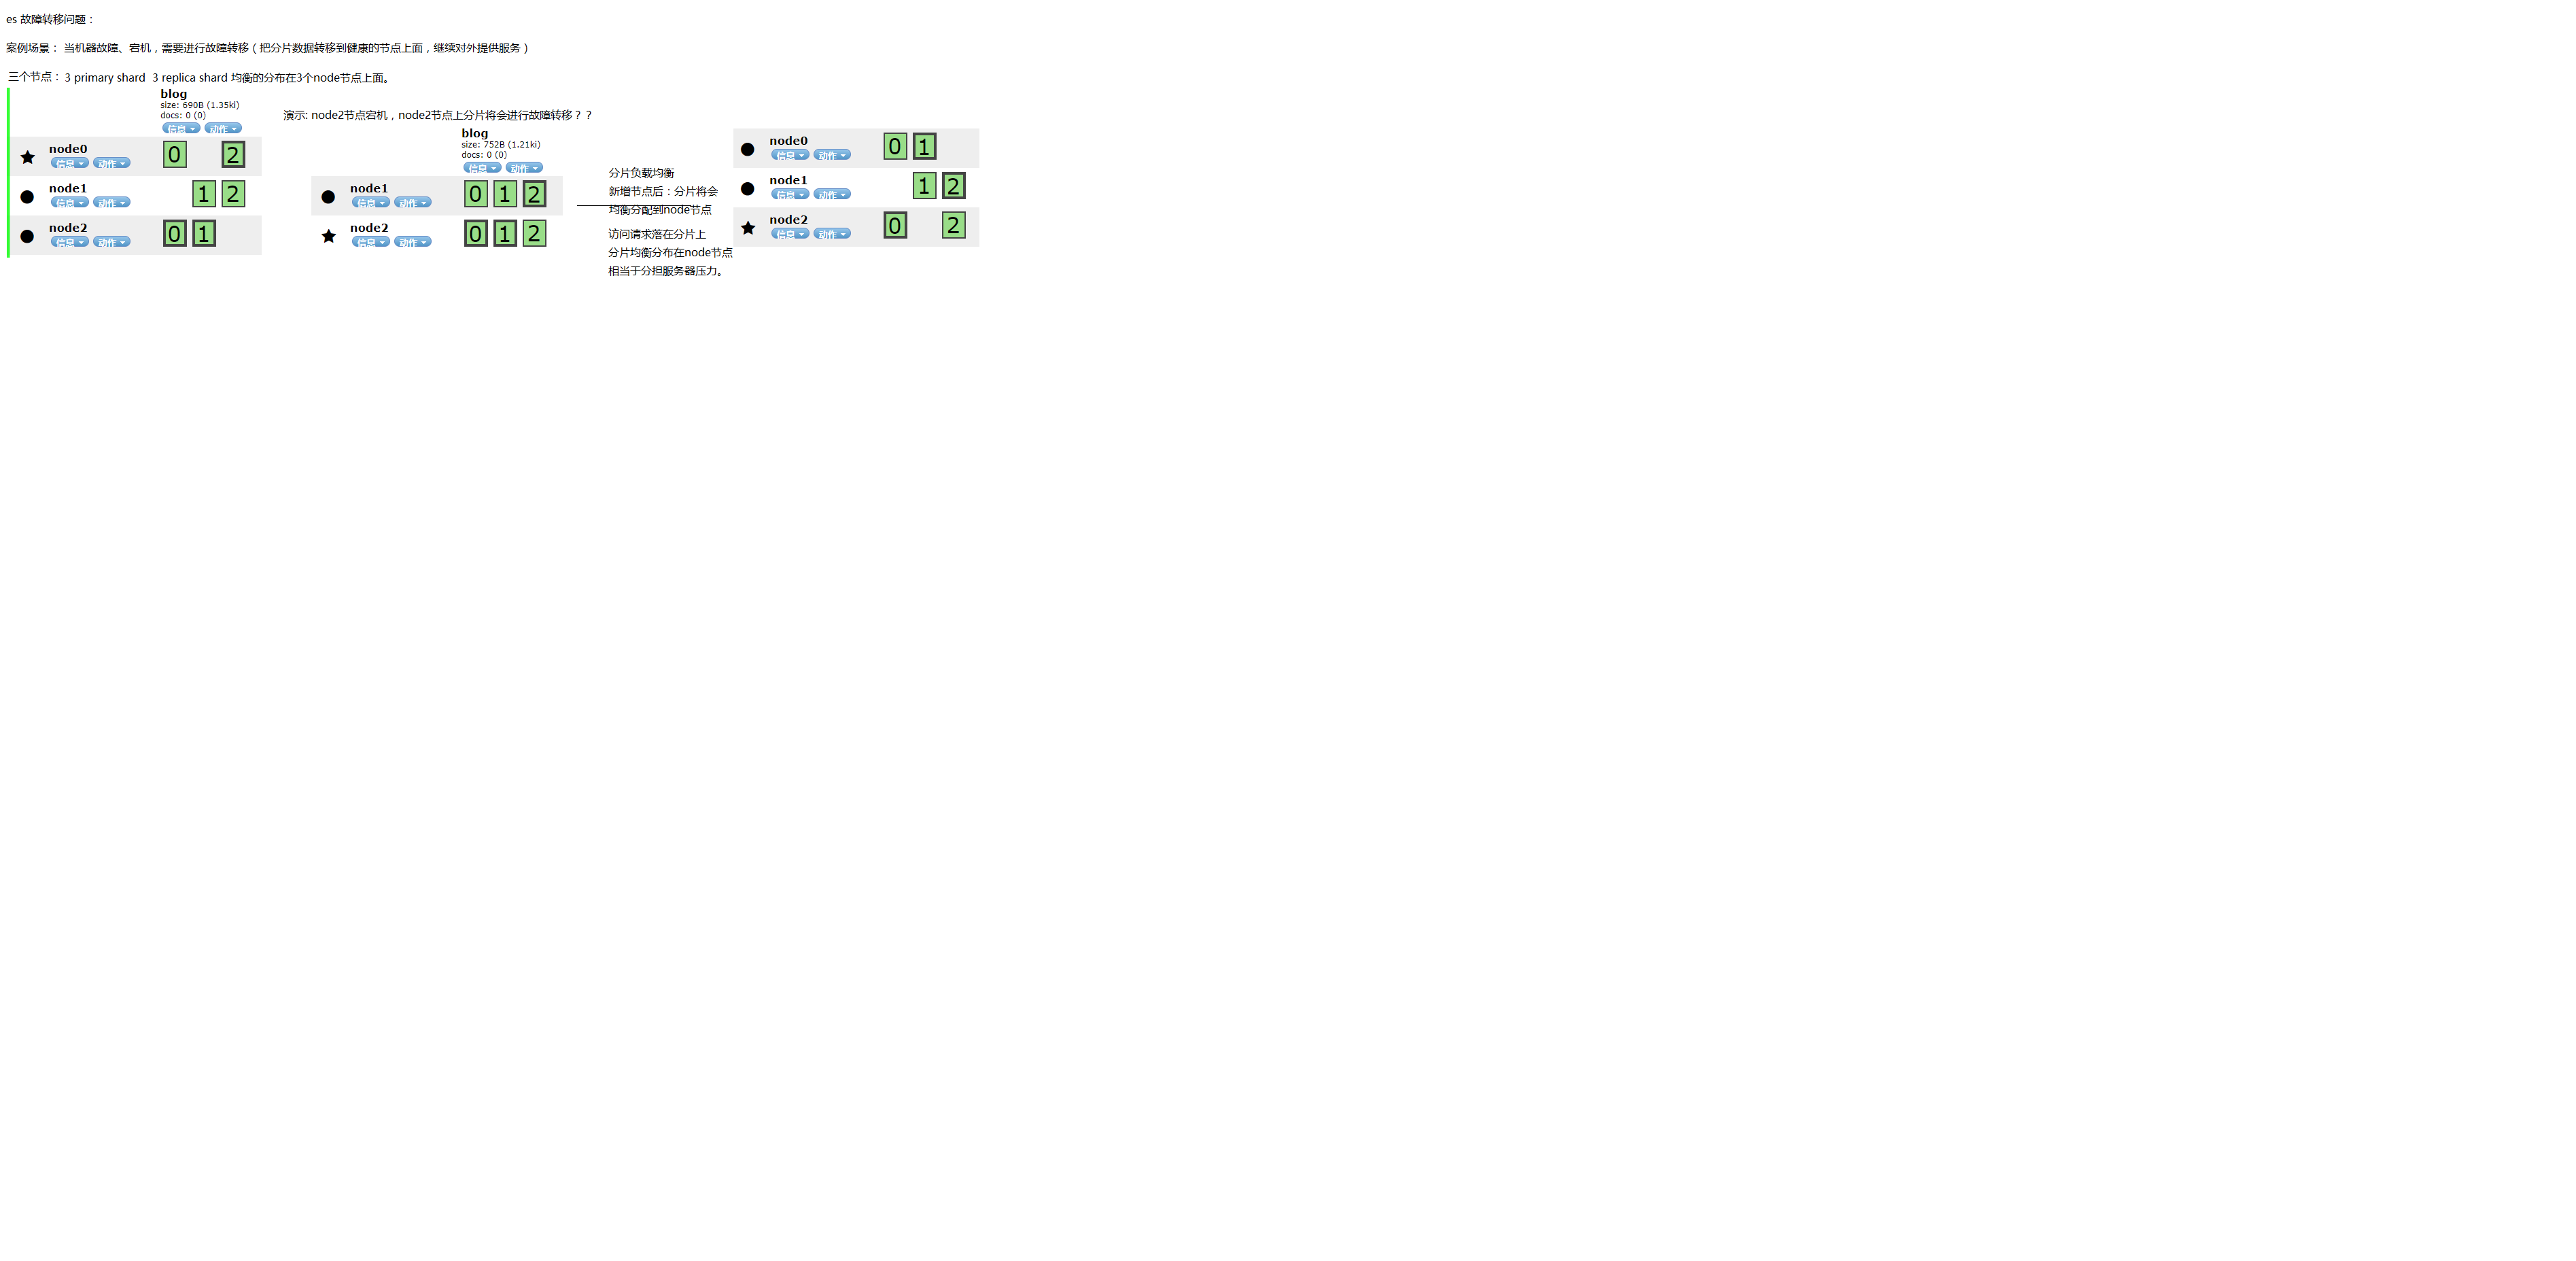 es 故障转移问题：
案例场景： 当机器故障、宕机，需要进行故障转移（把分片数据转移到健康的节点上面，继续对外提供服务）
三个节点： 3 primary shard 3 replica shard 均衡的分布在3个node节点上面。
blog
size: 690B (1.35ki)
docs: 0 (0)
信息 动作
node0
信息 动作
0 2
node1
信息 动作
1 2
node2
信息 动作
0 1
演示: node2节点宕机，node2节点上分片将会进行故障转移？？
blog
size: 752B (1.21ki)
docs: 0 (0)
信息 动作
node1
信息 动作
0 1 2
node2
信息 动作
0 1 2
分片负载均衡
新增节点后：分片将会
均衡分配到node节点
访问请求落在分片上
分片均衡分布在node节点
相当于分担服务器压力。
node0
信息 动作
0 1
node1
信息 动作
1 2
node2
信息 动作
0 2